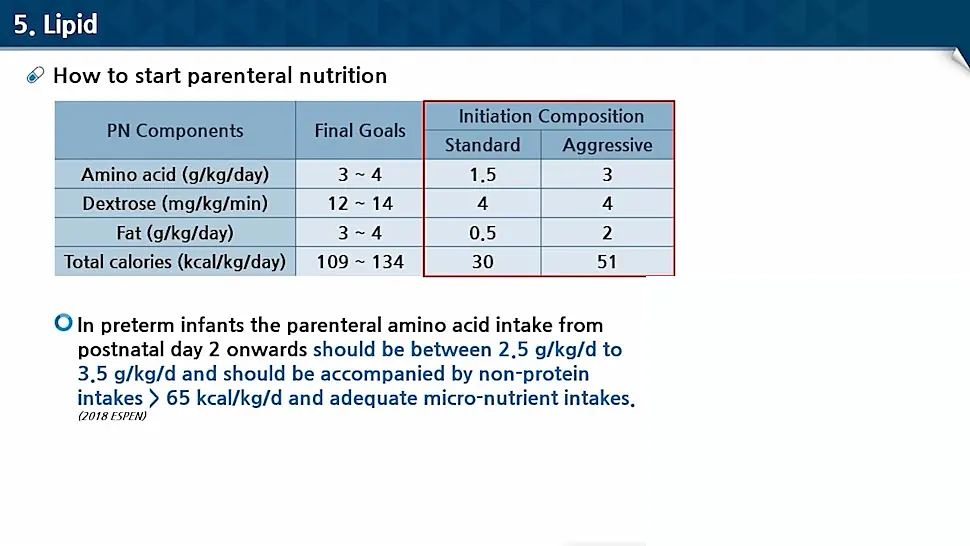 5. Lipid
How to start parenteral nutrition
PN Components Final Goals Initiation Composition
Standard Aggressive
Amino acid (g/kg/day) 3 ~ 4 1.5 3
Dextrose (mg/kg/min) 12 ~ 14 4 4
Fat (g/kg/day) 3 ~ 4 0.5 2
Total calories (kcal/kg/day) 109 ~ 134 30 51
In preterm infants the parenteral amino acid intake from
postnatal day 2 onwards should be between 2.5 g/kg/d to
3.5 g/kg/d and should be accompanied by non-protein
intakes > 65 kcal/kg/d and adequate micro-nutrient intakes.
(2018 ESPEN)